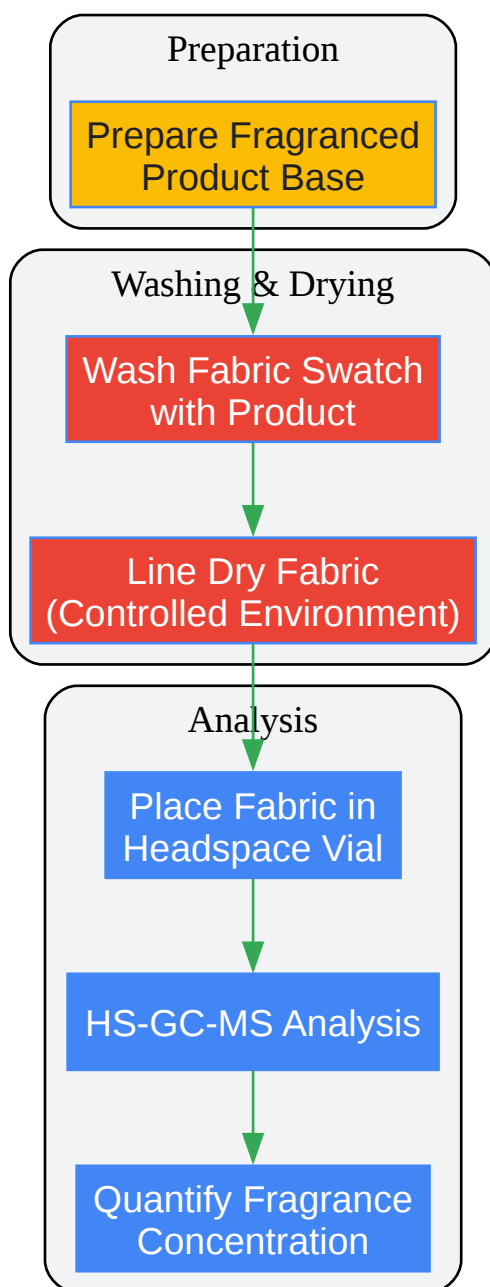 Preparation
Prepare Fragranced
Product Base
Washing & Drying
Wash Fabric Swatch
with Product
Line Dry Fabric
(Controlled Environment)
Analysis
Place Fabric in
Headspace Vial
HS-GC-MS Analysis
Quantify Fragrance
Concentration